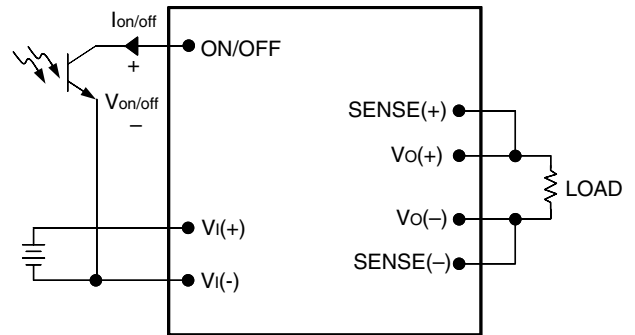 Ion/off
ON/OFF
+
Von/off
–
SENSE(+)
VO(+)
LOAD
VO(–)
VI(+)
SENSE(–)
VI(-)